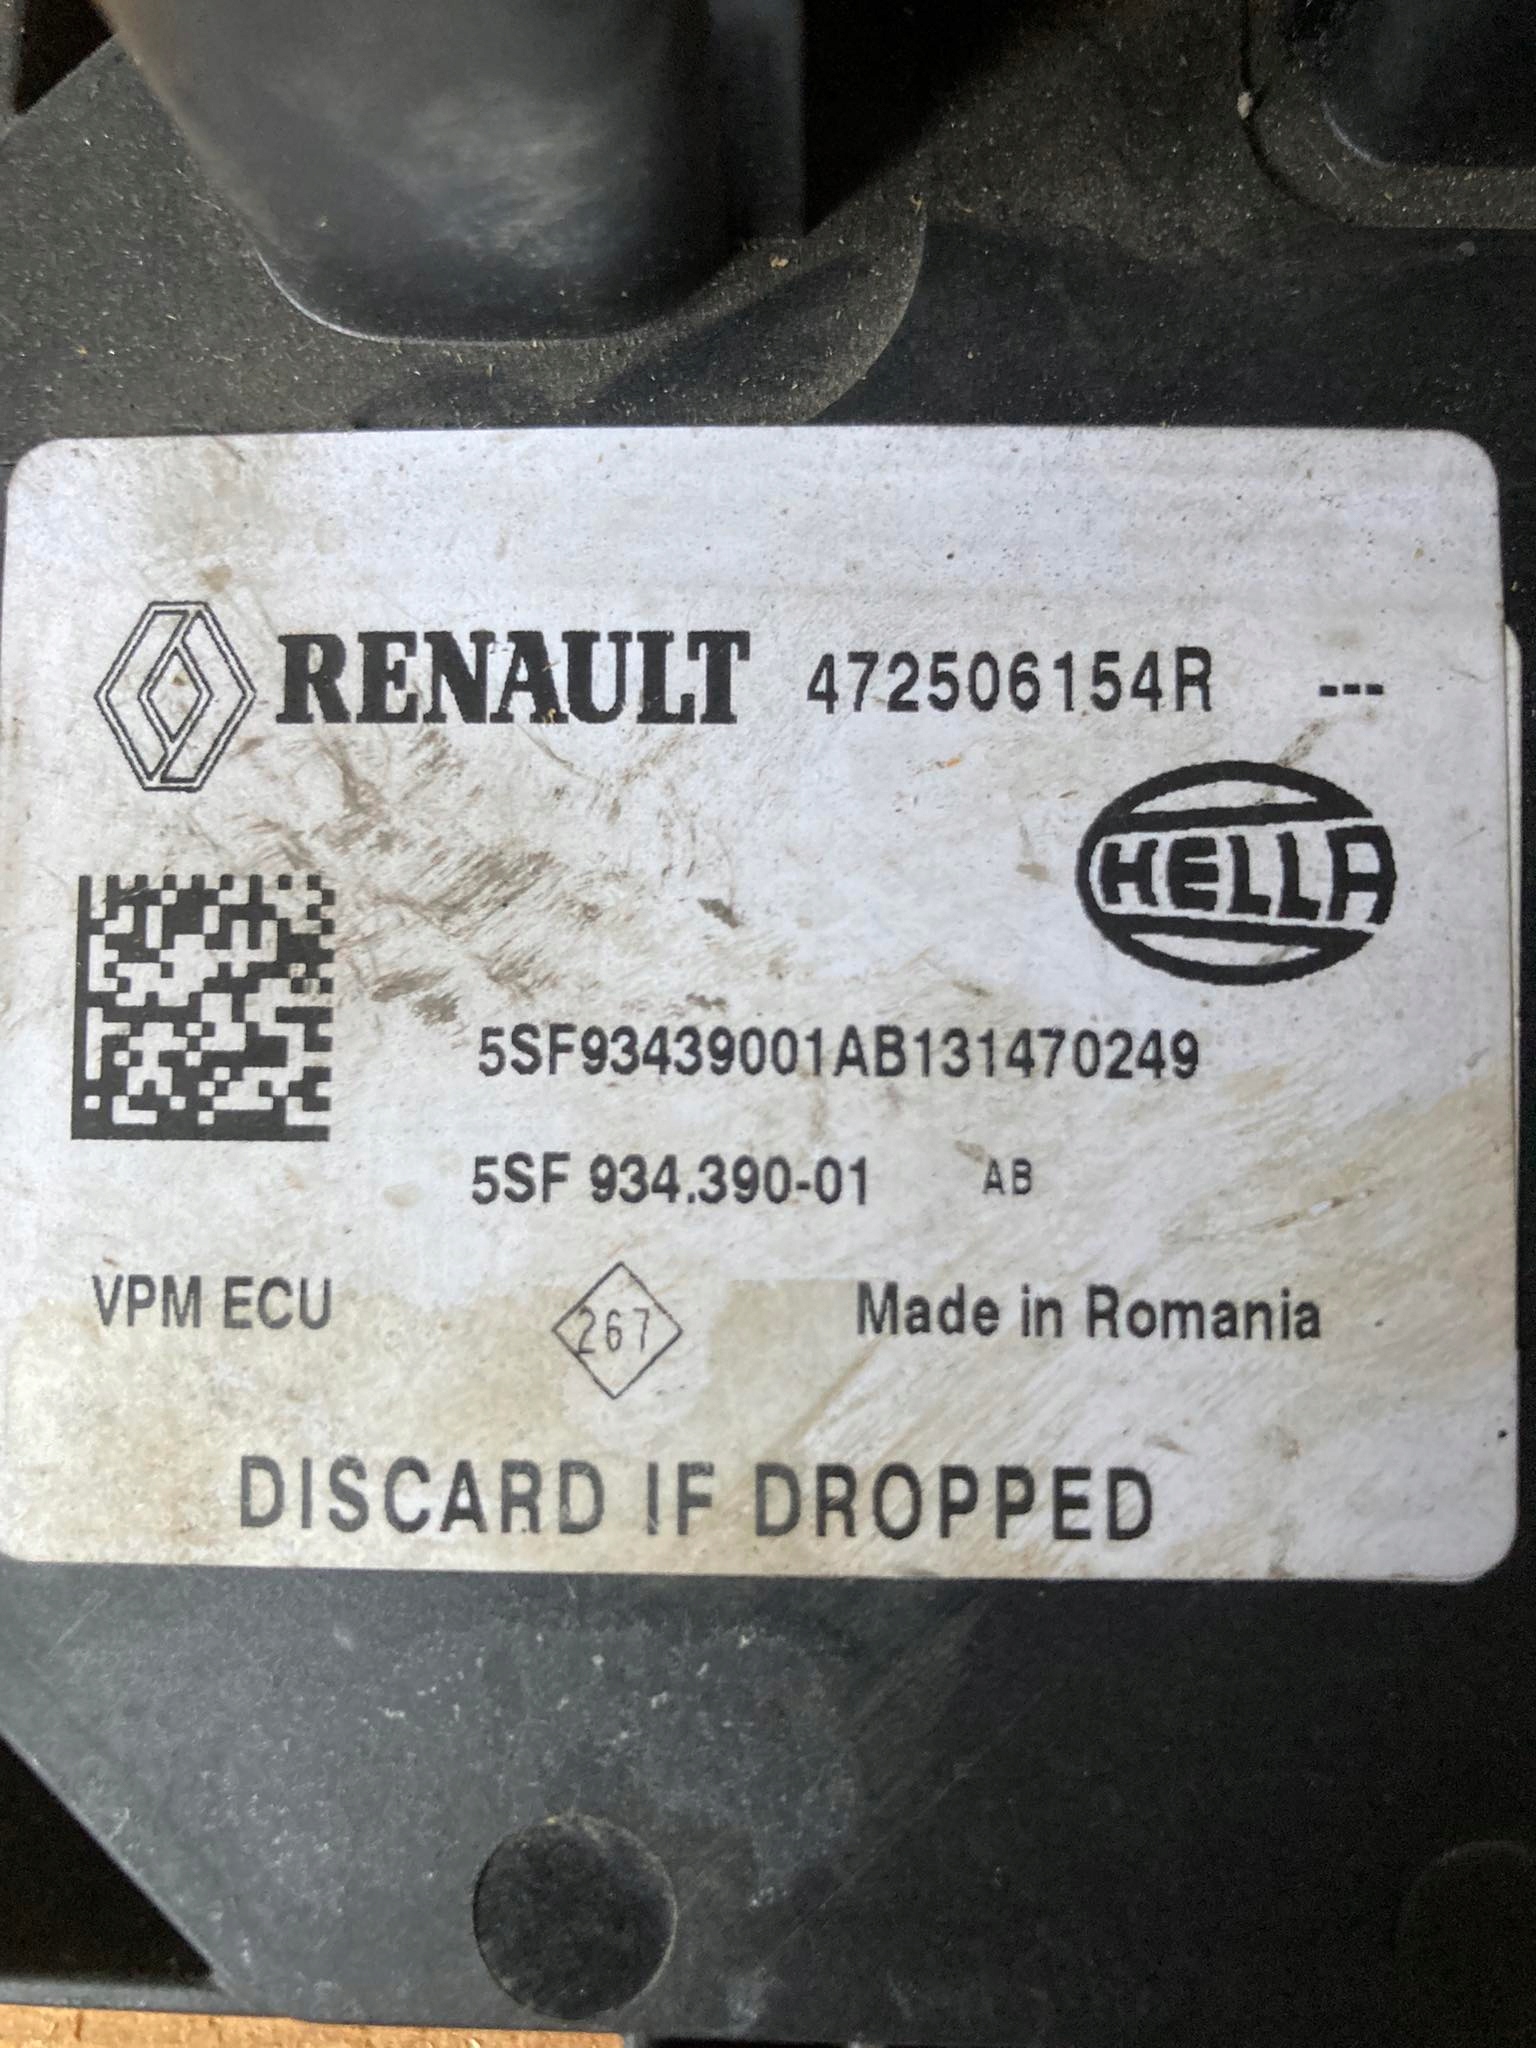 RENAULT 472506154R ---
HELLA
5SF93439001AB131470249
5SF 934.390-01 AB
VPM ECU 267 Made in Romania
DISCARD IF DROPPED